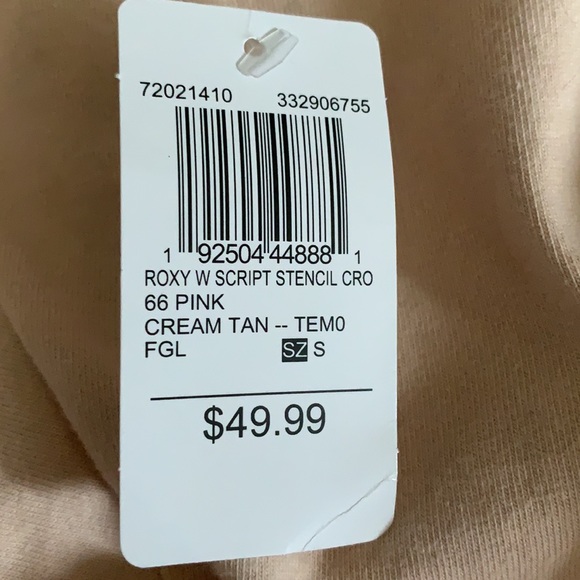 72021410 332906755
1 92504 44888 1
ROXY W SCRIPT STENCIL CRO
66 PINK
CREAM TAN -- TEM0
FGL SZ S
$49.99